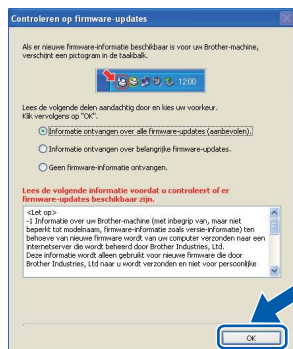 Controleren op firmware-updates
Als er nieuwe firmware-informatie beschikbaar is voor uw Brother-machine,
verschijnt een pictogram in de taakbalk.
12:00
Lees de volgende delen aandachtig door en kies uw voorkeur.
Klik vervolgens op "OK".
Informatie ontvangen over alle firmware-updates (aanbevolen).
Informatie ontvangen over belangrijke firmware-updates.
Geen firmware-informatie ontvangen.
Lees de volgende informatie voordat u controleert of er
firmware-updates beschikbaar zijn.
<Let op>
-1 Informatie over uw Brother-machine (met inbegrip van, maar niet
beperkt tot modelnaam, firmware-informatie zoals versie-informatie) ten
behoeve van nieuwe firmware wordt van uw computer verzonden naar een
internetserver die wordt beheerd door Brother Industries, Ltd.
Deze informatie wordt alleen gebruikt voor nieuwe firmware die door
Brother Industries, Ltd naar u wordt verzonden en niet voor persoonlijke
OK